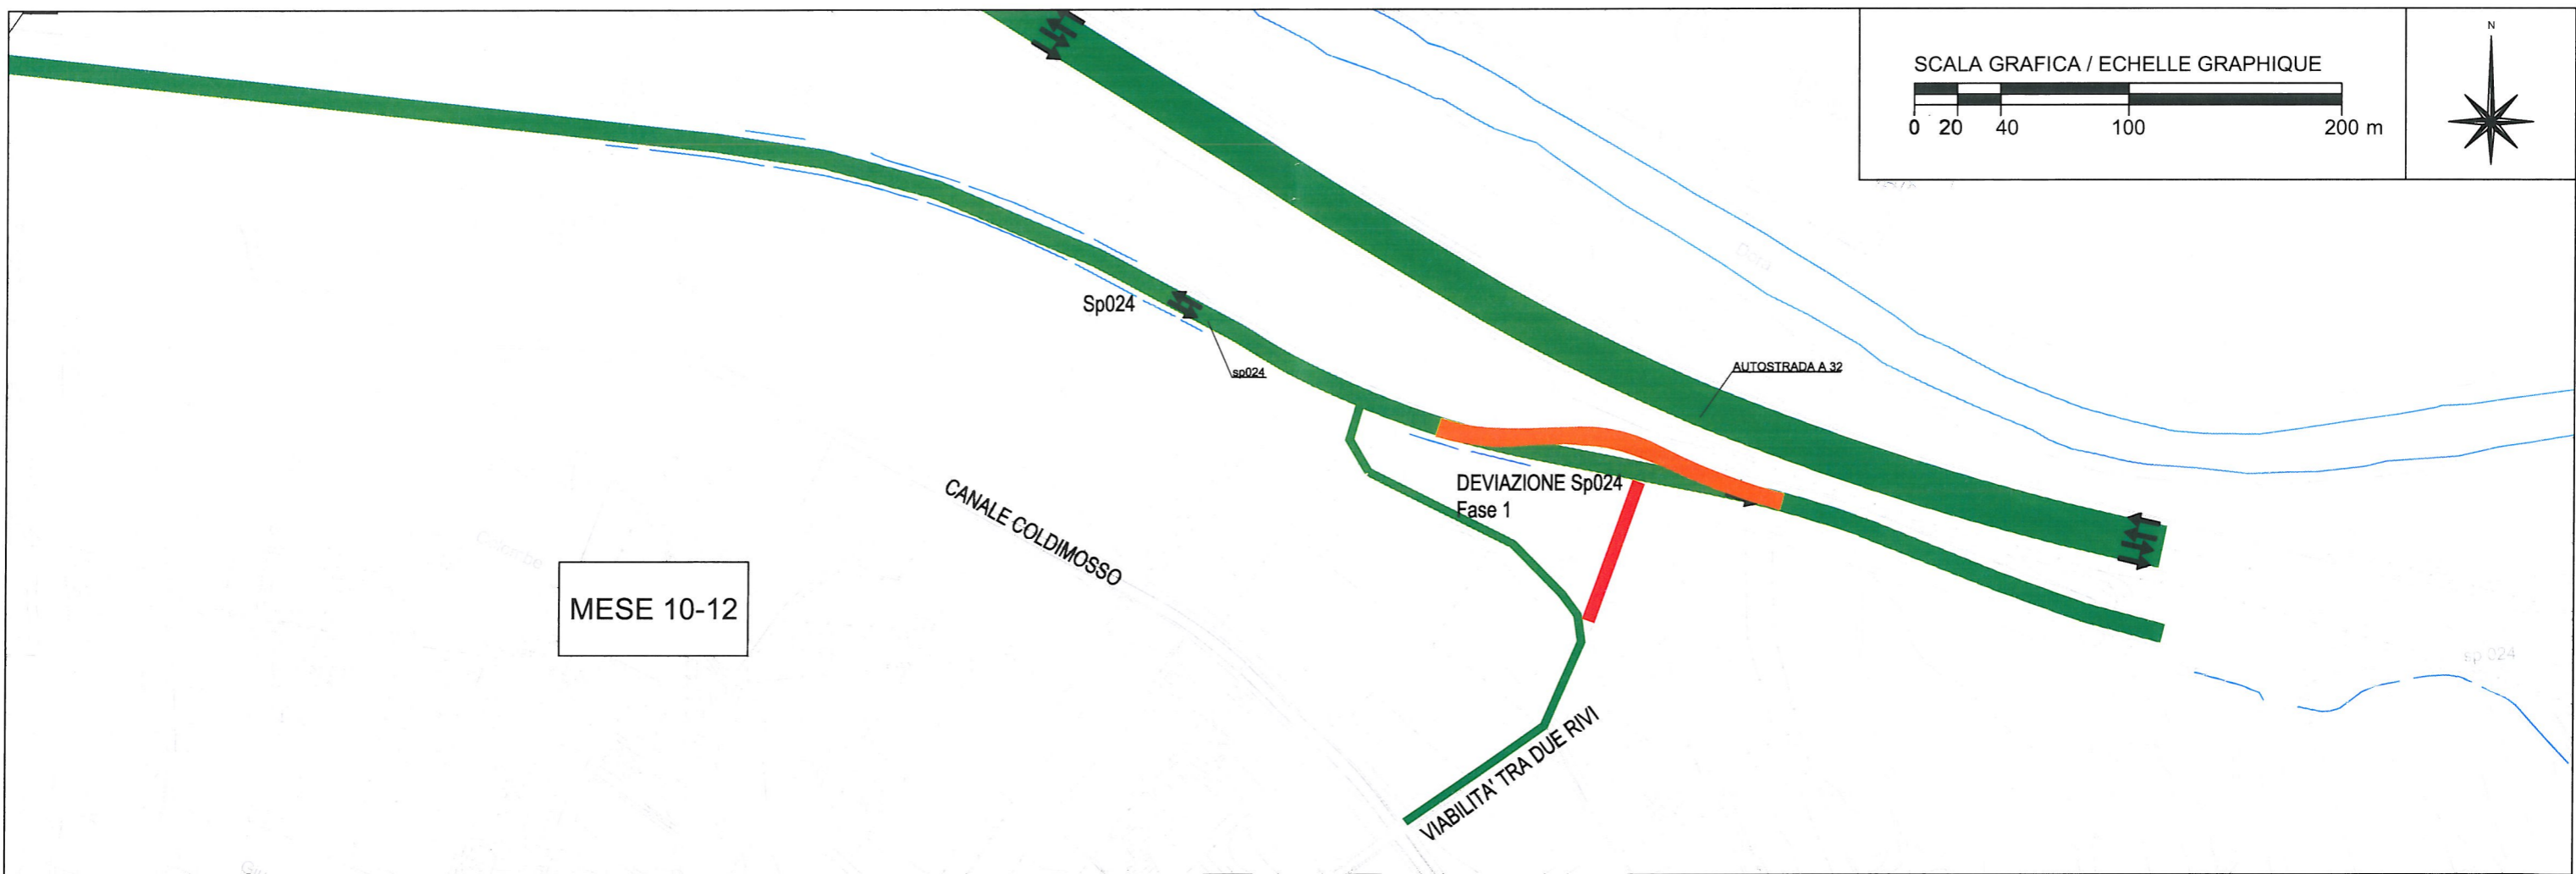 SCALA GRAFICA / ECHELLE GRAPHIQUE
0 20 40 100 200 m
N
Dora
Sp024
sp024
AUTOSTRADA A 32
DEVIAZIONE Sp024
Fase 1
CANALE COLDIMOSSO
MESE 10-12
VIABILITA' TRA DUE RIVI
sp 024